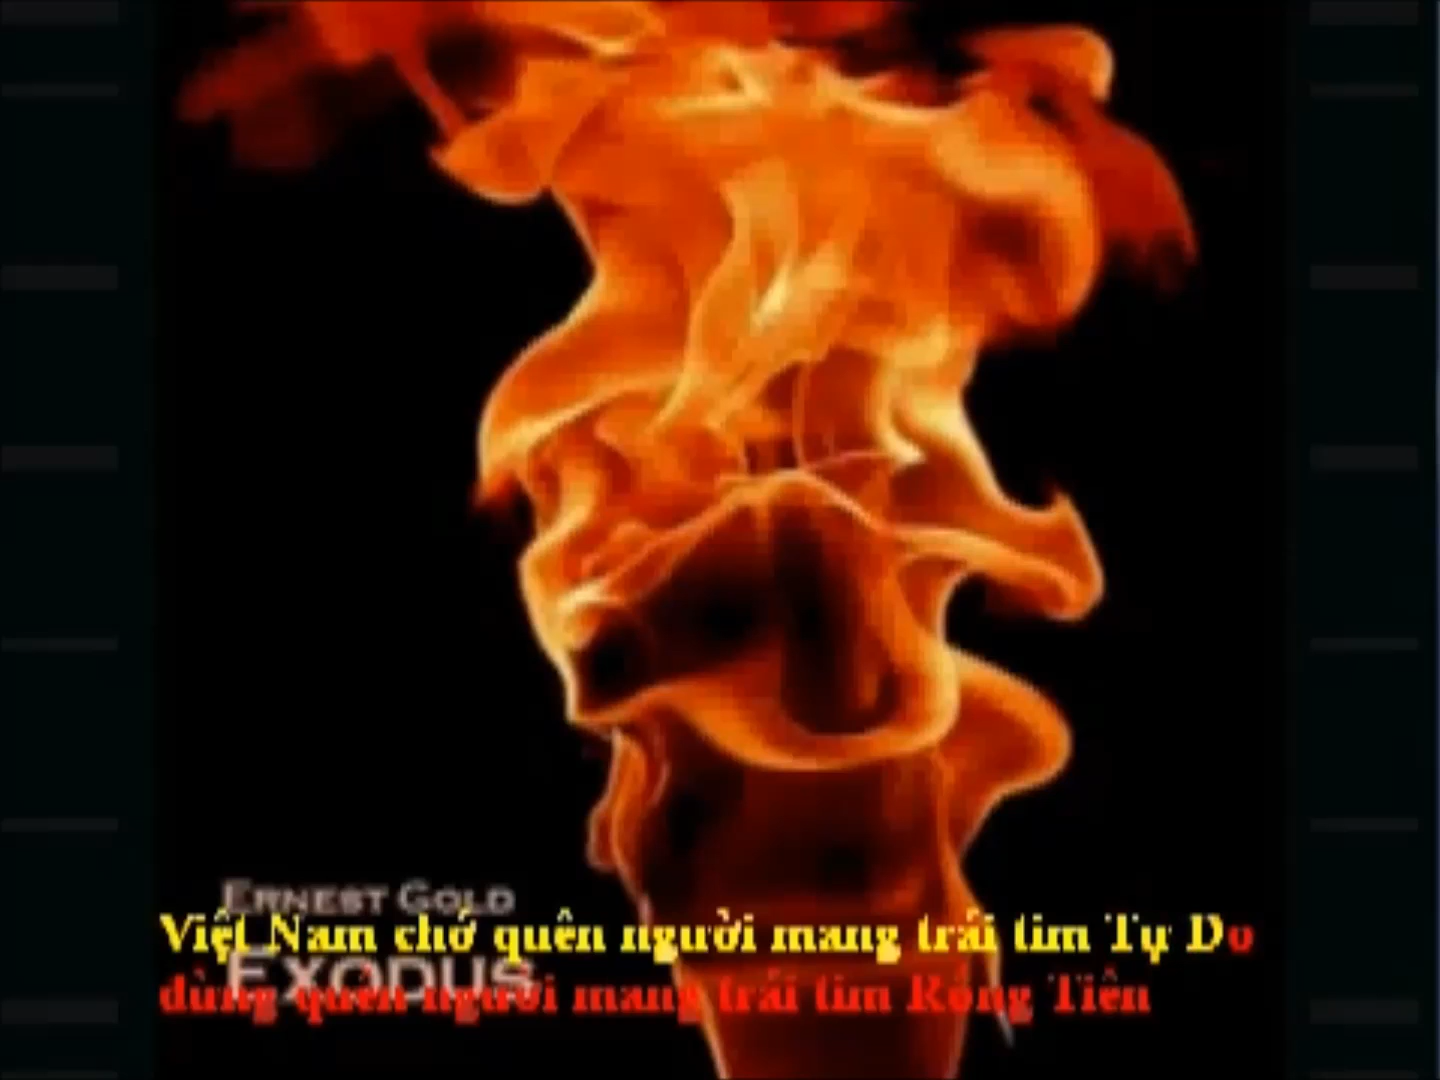 ERNEST GOLD
Việt Nam chớ quên người mang trái tim Tự Do
EXODUS
đừng quên người mang trái tim Rồng Tiên